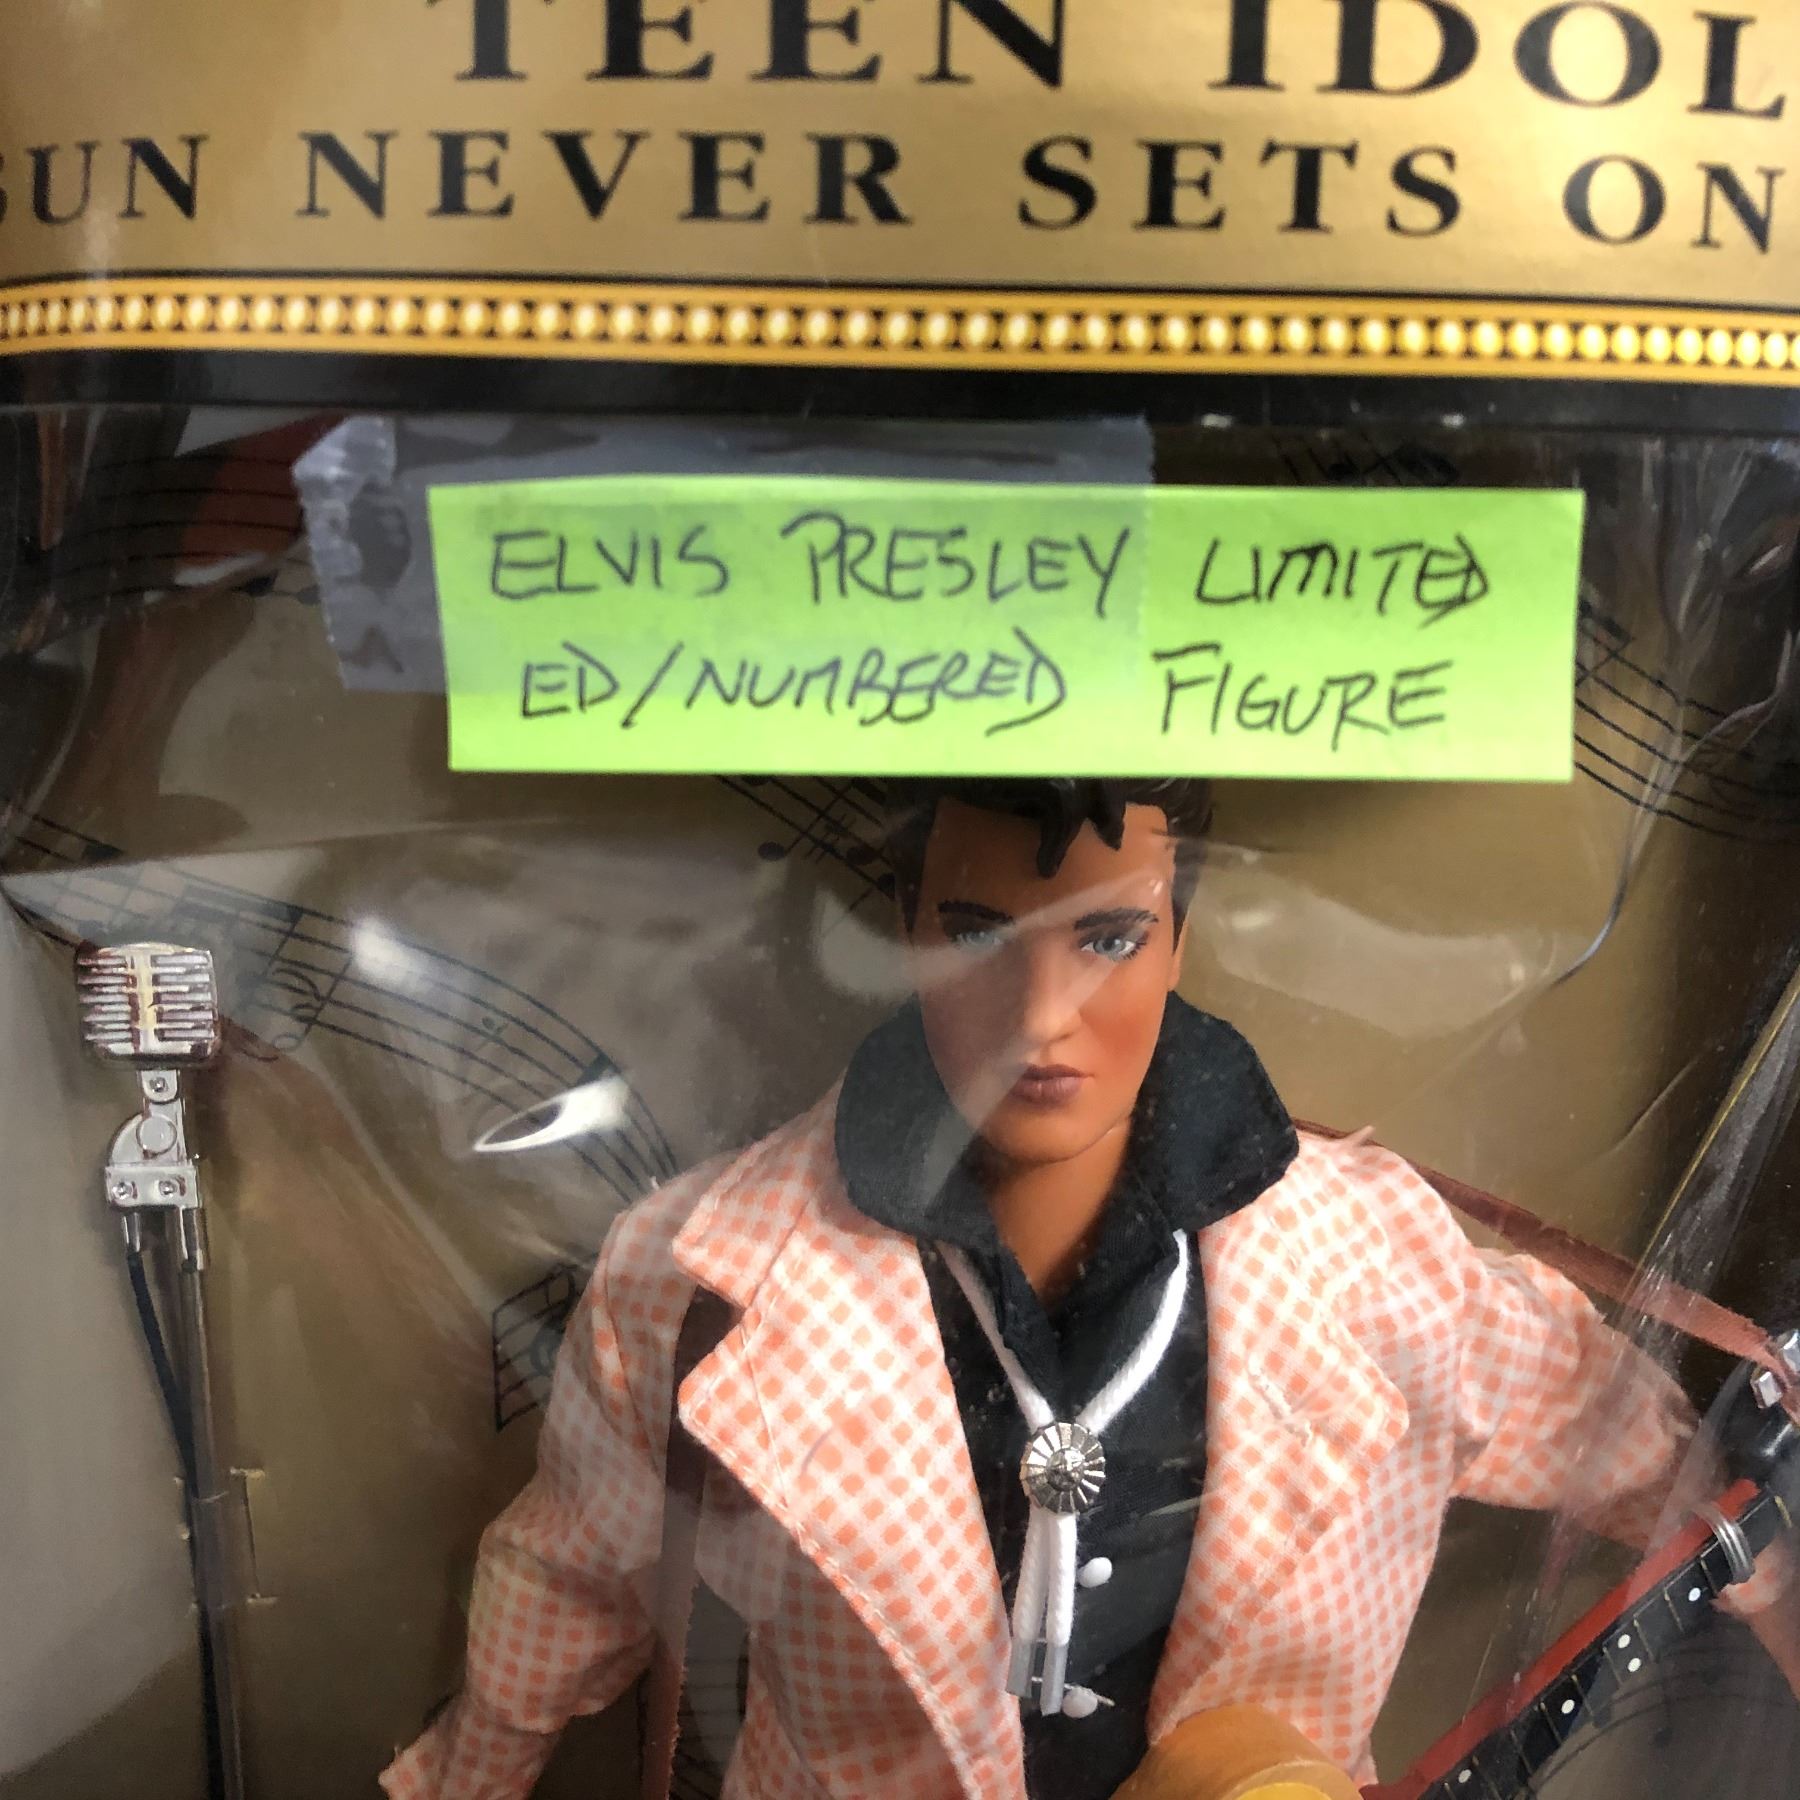 TEEN IDOL
SUN NEVER SETS ON
ELVIS PRESLEY LIMITED
ED/NUMBERED FIGURE